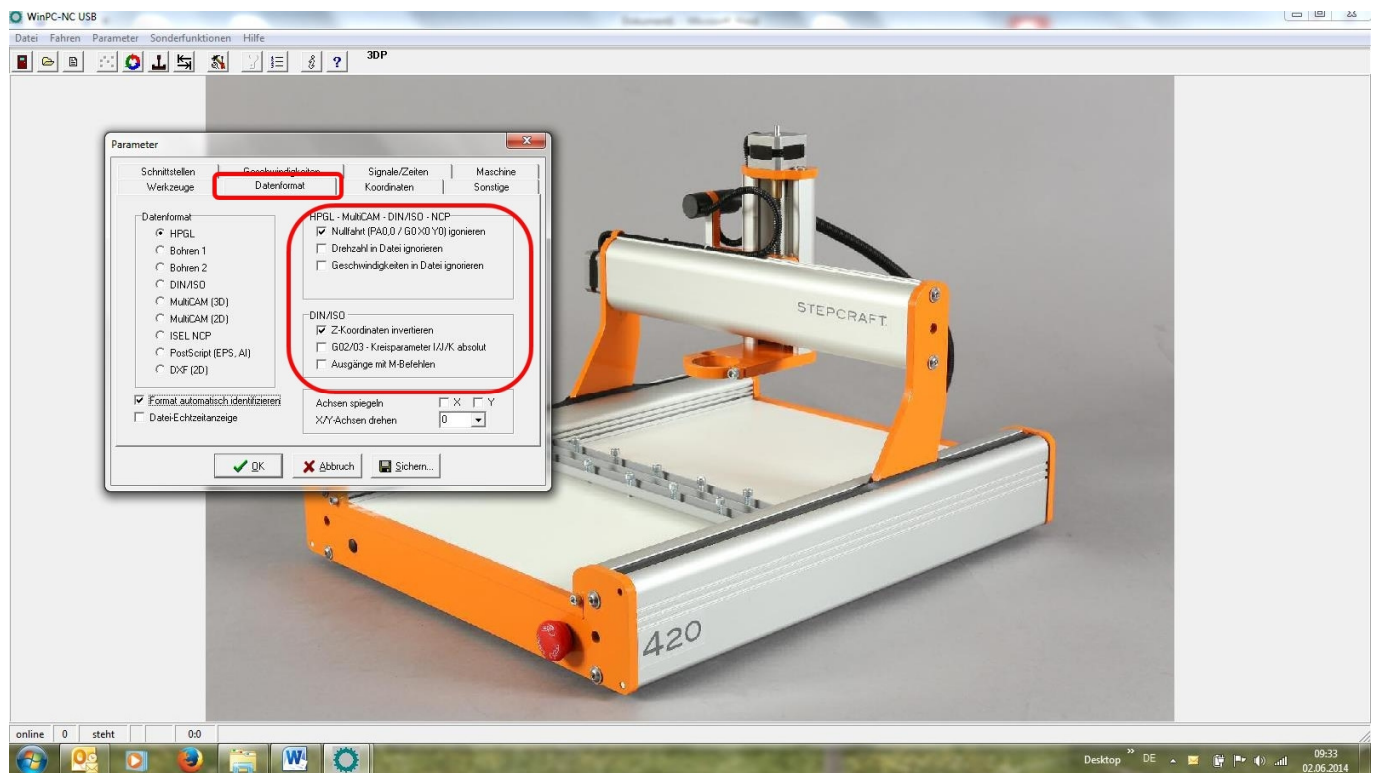 WinPC-NC USB
Datei Fahren Parameter Sonderfunktionen Hilfe
3DP
Parameter
Schnittstellen Geschwindigkeiten Signale/Zeiten Maschine
Werkzeuge Datenformat Koordinaten Sonstige
Datenformat
HPGL
Bohren 1
Bohren 2
DIN/ISO
MultiCAM (3D)
MultiCAM (2D)
ISEL NCP
PostScript (EPS, AI)
DXF (2D)
Format automatisch identifizieren
Datei-Echtzeitanzeige
HPGL - MultiCAM - DIN/ISO - NCP
Nullfahrt (PA0,0 / G0 X0 Y0) igonieren
Drehzahl in Datei ignorieren
Geschwindigkeiten in Datei ignorieren
DIN/ISO
Z-Koordinaten invertieren
G02/03 - Kreisparameter I/J/K absolut
Ausgänge mit M-Befehlen
Achsen spiegeln X Y
X/Y-Achsen drehen 0
OK Abbruch Sichern...
STEPCRAFT
420
online 0 steht 0:0
Desktop DE 09:33
02.06.2014